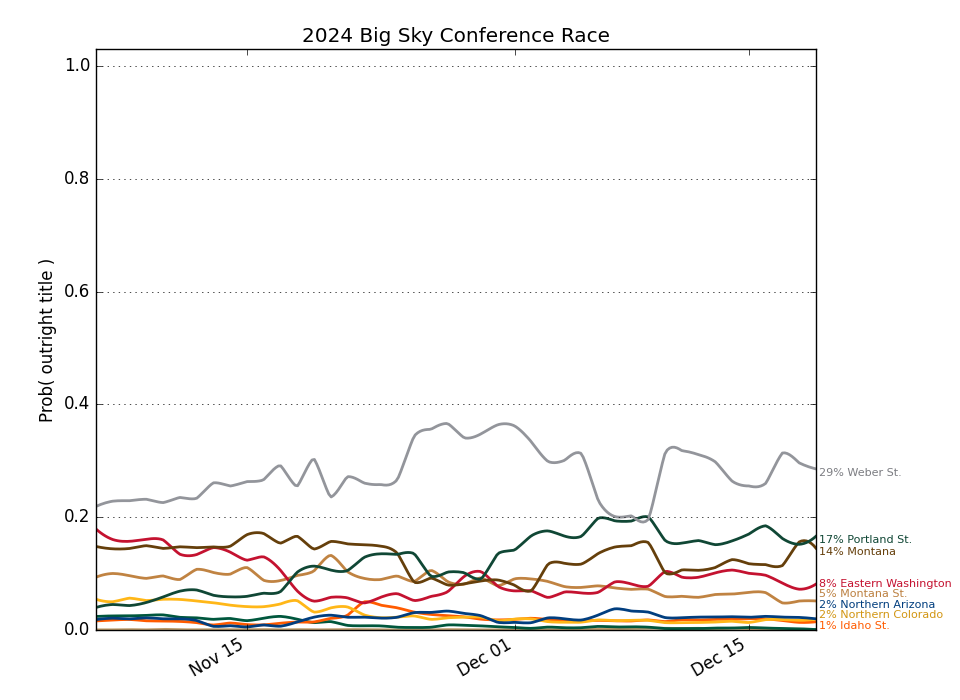 2024 Big Sky Conference Race
Prob( outright title )
1.0
0.8
0.6
0.4
0.2
0.0
Nov 15
Dec 01
Dec 15
29% Weber St.
17% Portland St.
14% Montana
8% Eastern Washington
5% Montana St.
2% Northern Arizona
2% Northern Colorado
1% Idaho St.